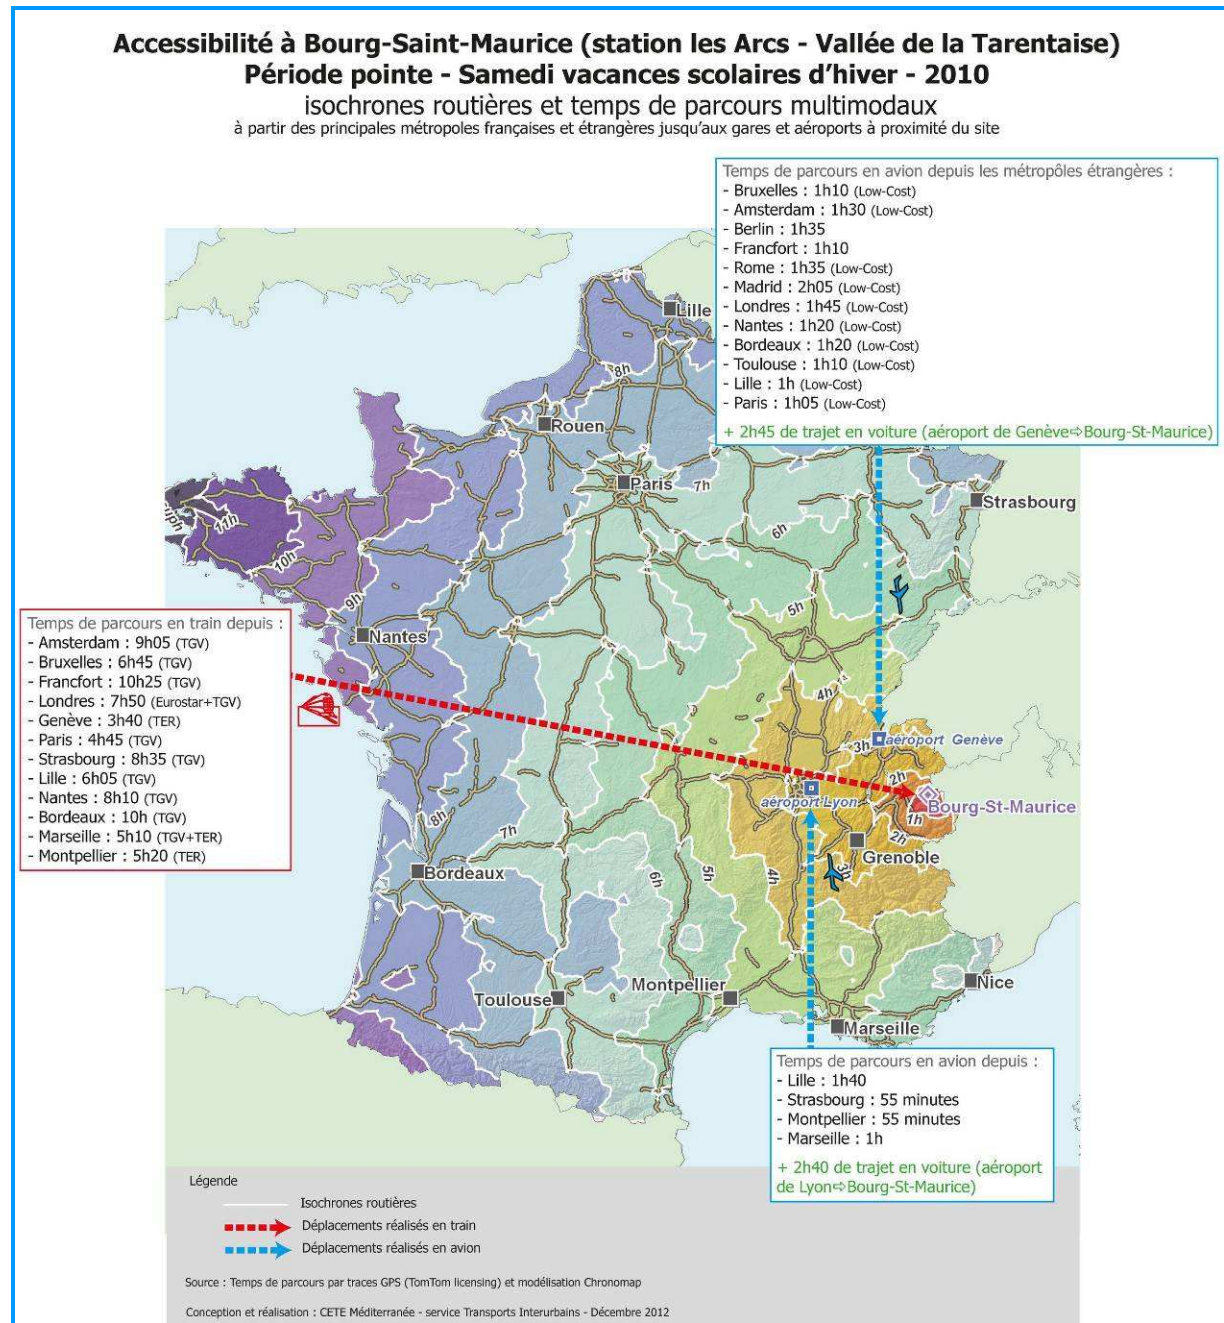 Accessibilité à Bourg-Saint-Maurice (station les Arcs - Vallée de la Tarentaise)
Période pointe - Samedi vacances scolaires d'hiver - 2010
isochrones routières et temps de parcours multimodaux
à partir des principales métropoles françaises et étrangères jusqu'aux gares et aéroports à proximité du site
Temps de parcours en avion depuis les métropôles étrangères :
- Bruxelles : 1h10 (Low-Cost)
- Amsterdam : 1h30 (Low-Cost)
- Berlin : 1h35
- Francfort : 1h10
- Rome : 1h35 (Low-Cost)
- Madrid : 2h05 (Low-Cost)
- Londres : 1h45 (Low-Cost)
- Nantes : 1h20 (Low-Cost)
- Bordeaux : 1h20 (Low-Cost)
- Toulouse : 1h10 (Low-Cost)
- Lille : 1h (Low-Cost)
- Paris : 1h05 (Low-Cost)
+ 2h45 de trajet en voiture (aéroport de Genève⇨Bourg-St-Maurice)
Lille
8h
Rouen
Paris
7h
Strasbourg
6h
11h
10h
9h
5h
Nantes
4h
Temps de parcours en train depuis :
- Amsterdam : 9h05 (TGV)
- Bruxelles : 6h45 (TGV)
- Francfort : 10h25 (TGV)
- Londres : 7h50 (Eurostar+TGV)
- Genève : 3h40 (TER)
- Paris : 4h45 (TGV)
- Strasbourg : 8h35 (TGV)
- Lille : 6h05 (TGV)
- Nantes : 8h10 (TGV)
- Bordeaux : 10h (TGV)
- Marseille : 5h10 (TGV+TER)
- Montpellier : 5h20 (TER)
3h
aéroport Genève
2h
aéroport Lyon
Bourg-St-Maurice
1h
2h
8h
7h
Grenoble
3h
Bordeaux
6h
5h
4h
Toulouse
Montpellier
Nice
Marseille
Temps de parcours en avion depuis :
- Lille : 1h40
- Strasbourg : 55 minutes
- Montpellier : 55 minutes
- Marseille : 1h
+ 2h40 de trajet en voiture (aéroport
de Lyon⇨Bourg-St-Maurice)
Légende
Isochrones routières
Déplacements réalisés en train
Déplacements réalisés en avion
Source : Temps de parcours par traces GPS (TomTom licensing) et modélisation Chronomap
Conception et réalisation : CETE Méditerranée - service Transports Interurbains - Décembre 2012